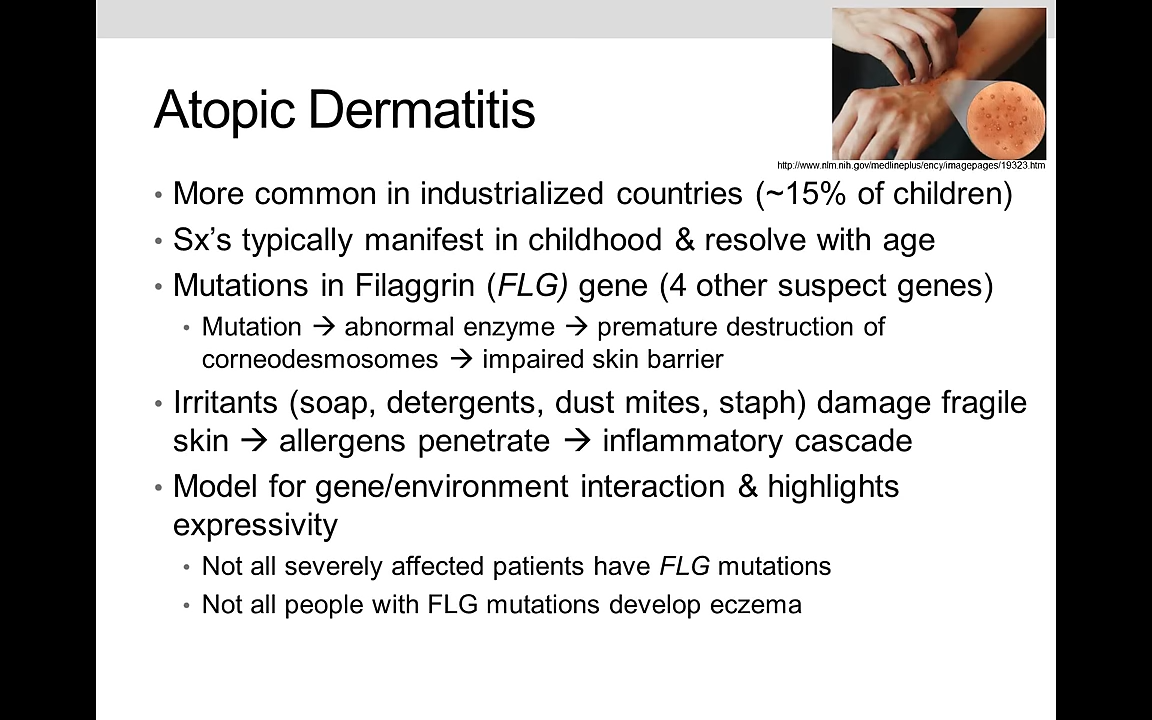 http://www.nlm.nih.gov/medlineplus/ency/imagepages/19323.htm
Atopic Dermatitis
• More common in industrialized countries (~15% of children)
• Sx’s typically manifest in childhood & resolve with age
• Mutations in Filaggrin (FLG) gene (4 other suspect genes)
• Mutation → abnormal enzyme → premature destruction of
corneodesmosomes → impaired skin barrier
• Irritants (soap, detergents, dust mites, staph) damage fragile
skin → allergens penetrate → inflammatory cascade
• Model for gene/environment interaction & highlights
expressivity
• Not all severely affected patients have FLG mutations
• Not all people with FLG mutations develop eczema